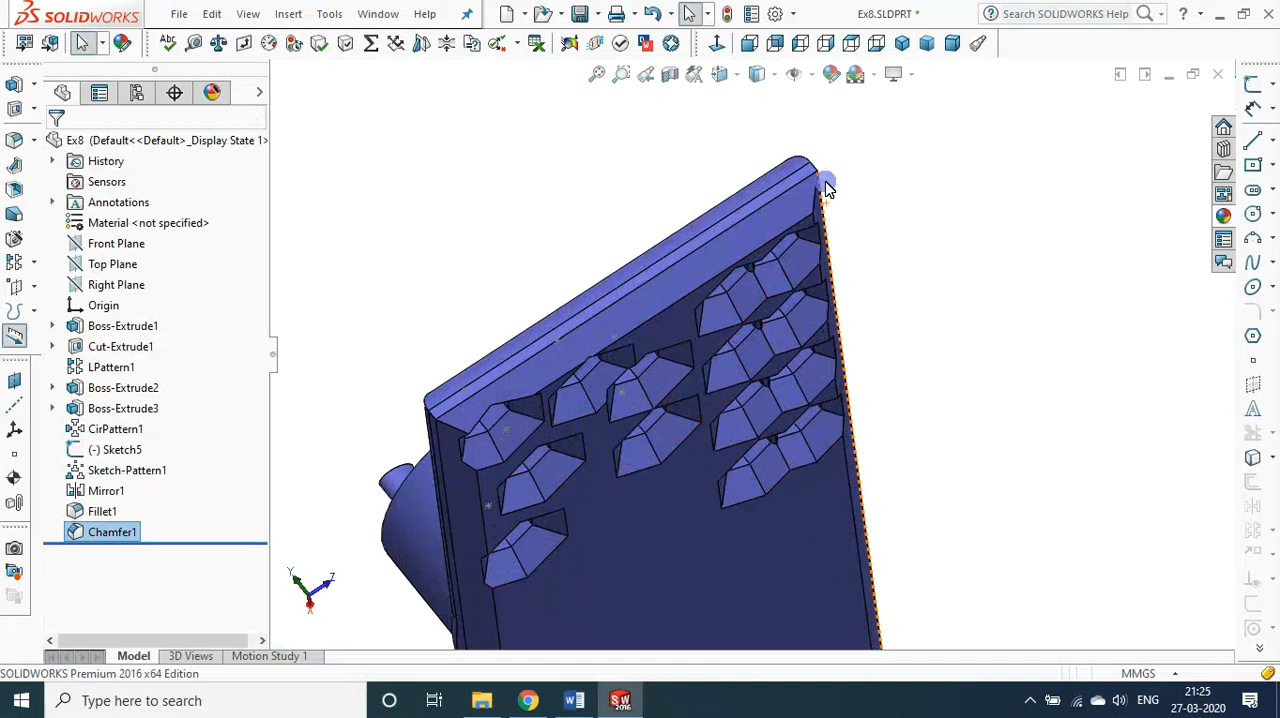 SOLIDWORKS
File
Edit
View
Insert
Tools
Window
Help
Ex8.SLDPRT *
Search SOLIDWORKS Help
?
Ex8 (Default<<Default>_Display State 1>
History
Sensors
Annotations
Material <not specified>
Front Plane
Top Plane
Right Plane
Origin
Boss-Extrude1
Cut-Extrude1
LPattern1
Boss-Extrude2
Boss-Extrude3
CirPattern1
(-) Sketch5
Sketch-Pattern1
Mirror1
Fillet1
Chamfer1
Y
Z
X
Model
3D Views
Motion Study 1
SOLIDWORKS Premium 2016 x64 Edition
MMGS
Type here to search
SW
2016
ENG
21:25
27-03-2020